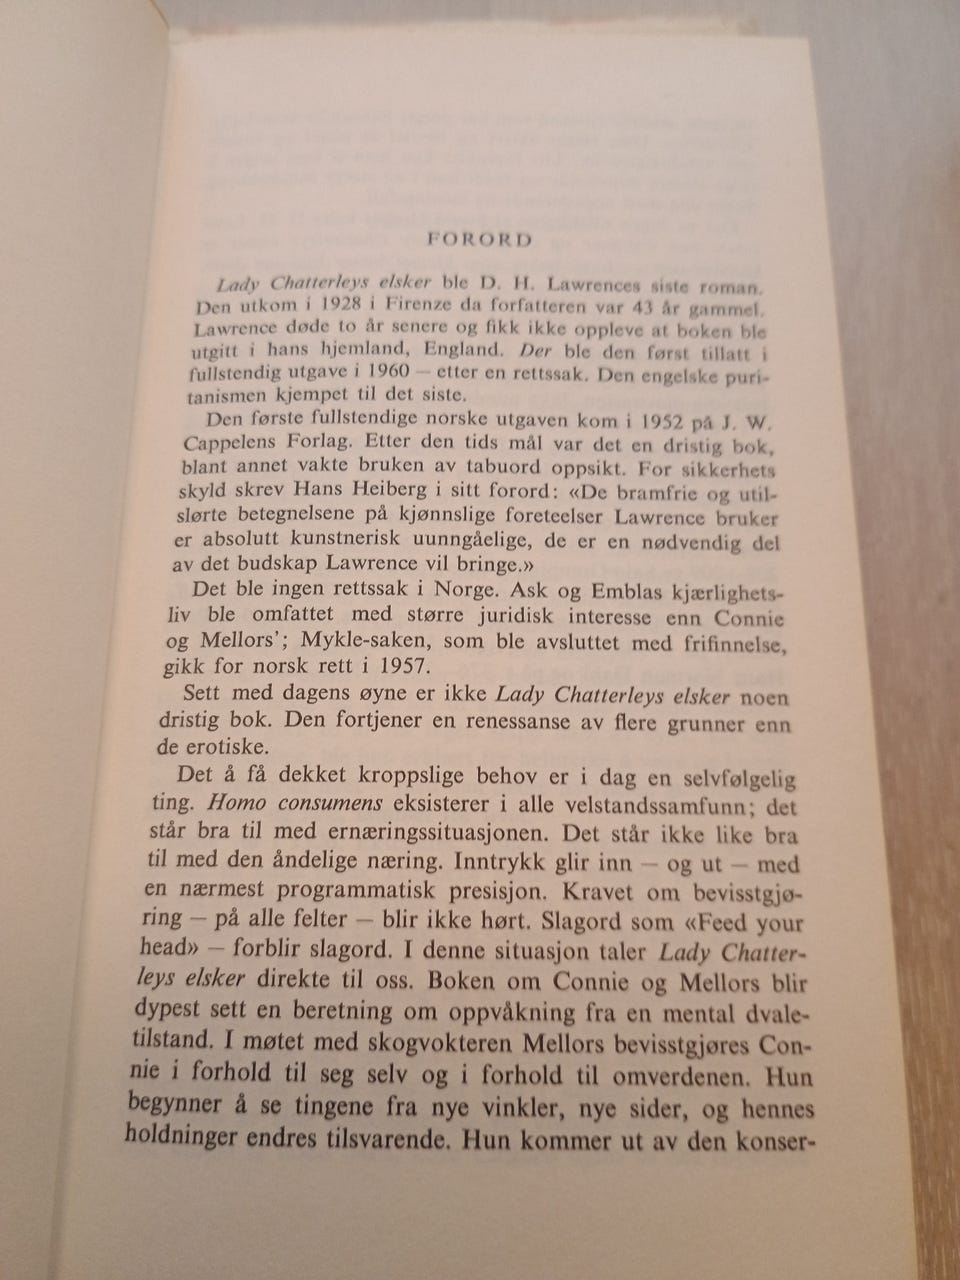 FORORD
Lady Chatterleys elsker ble D. H. Lawrences siste roman.
Den utkom i 1928 i Firenze da forfatteren var 43 år gammel.
Lawrence døde to år senere og fikk ikke oppleve at boken ble
utgitt i hans hjemland, England. Der ble den først tillatt i
fullstendig utgave i 1960 — etter en rettssak. Den engelske puri-
tanismen kjempet til det siste.
Den første fullstendige norske utgaven kom i 1952 på J. W.
Cappelens Forlag. Etter den tids mål var det en dristig bok,
blant annet vakte bruken av tabuord oppsikt. For sikkerhets
skyld skrev Hans Heiberg i sitt forord: «De bramfrie og util-
slørte betegnelsene på kjønnslige foreteelser Lawrence bruker
er absolutt kunstnerisk uunngåelige, de er en nødvendig del
av det budskap Lawrence vil bringe.»
Det ble ingen rettssak i Norge. Ask og Emblas kjærlighets-
liv ble omfattet med større juridisk interesse enn Connie
og Mellors'; Mykle-saken, som ble avsluttet med frifinnelse,
gikk for norsk rett i 1957.
Sett med dagens øyne er ikke Lady Chatterleys elsker noen
dristig bok. Den fortjener en renessanse av flere grunner enn
de erotiske.
Det å få dekket kroppslige behov er i dag en selvfølgelig
ting. Homo consumens eksisterer i alle velstandssamfunn; det
står bra til med ernæringssituasjonen. Det står ikke like bra
til med den åndelige næring. Inntrykk glir inn — og ut — med
en nærmest programmatisk presisjon. Kravet om bevisstgjø-
ring — på alle felter — blir ikke hørt. Slagord som «Feed your
head» — forblir slagord. I denne situasjon taler Lady Chatter-
leys elsker direkte til oss. Boken om Connie og Mellors blir
dypest sett en beretning om oppvåkning fra en mental dvale-
tilstand. I møtet med skogvokteren Mellors bevisstgjøres Con-
nie i forhold til seg selv og i forhold til omverdenen. Hun
begynner å se tingene fra nye vinkler, nye sider, og hennes
holdninger endres tilsvarende. Hun kommer ut av den konser-